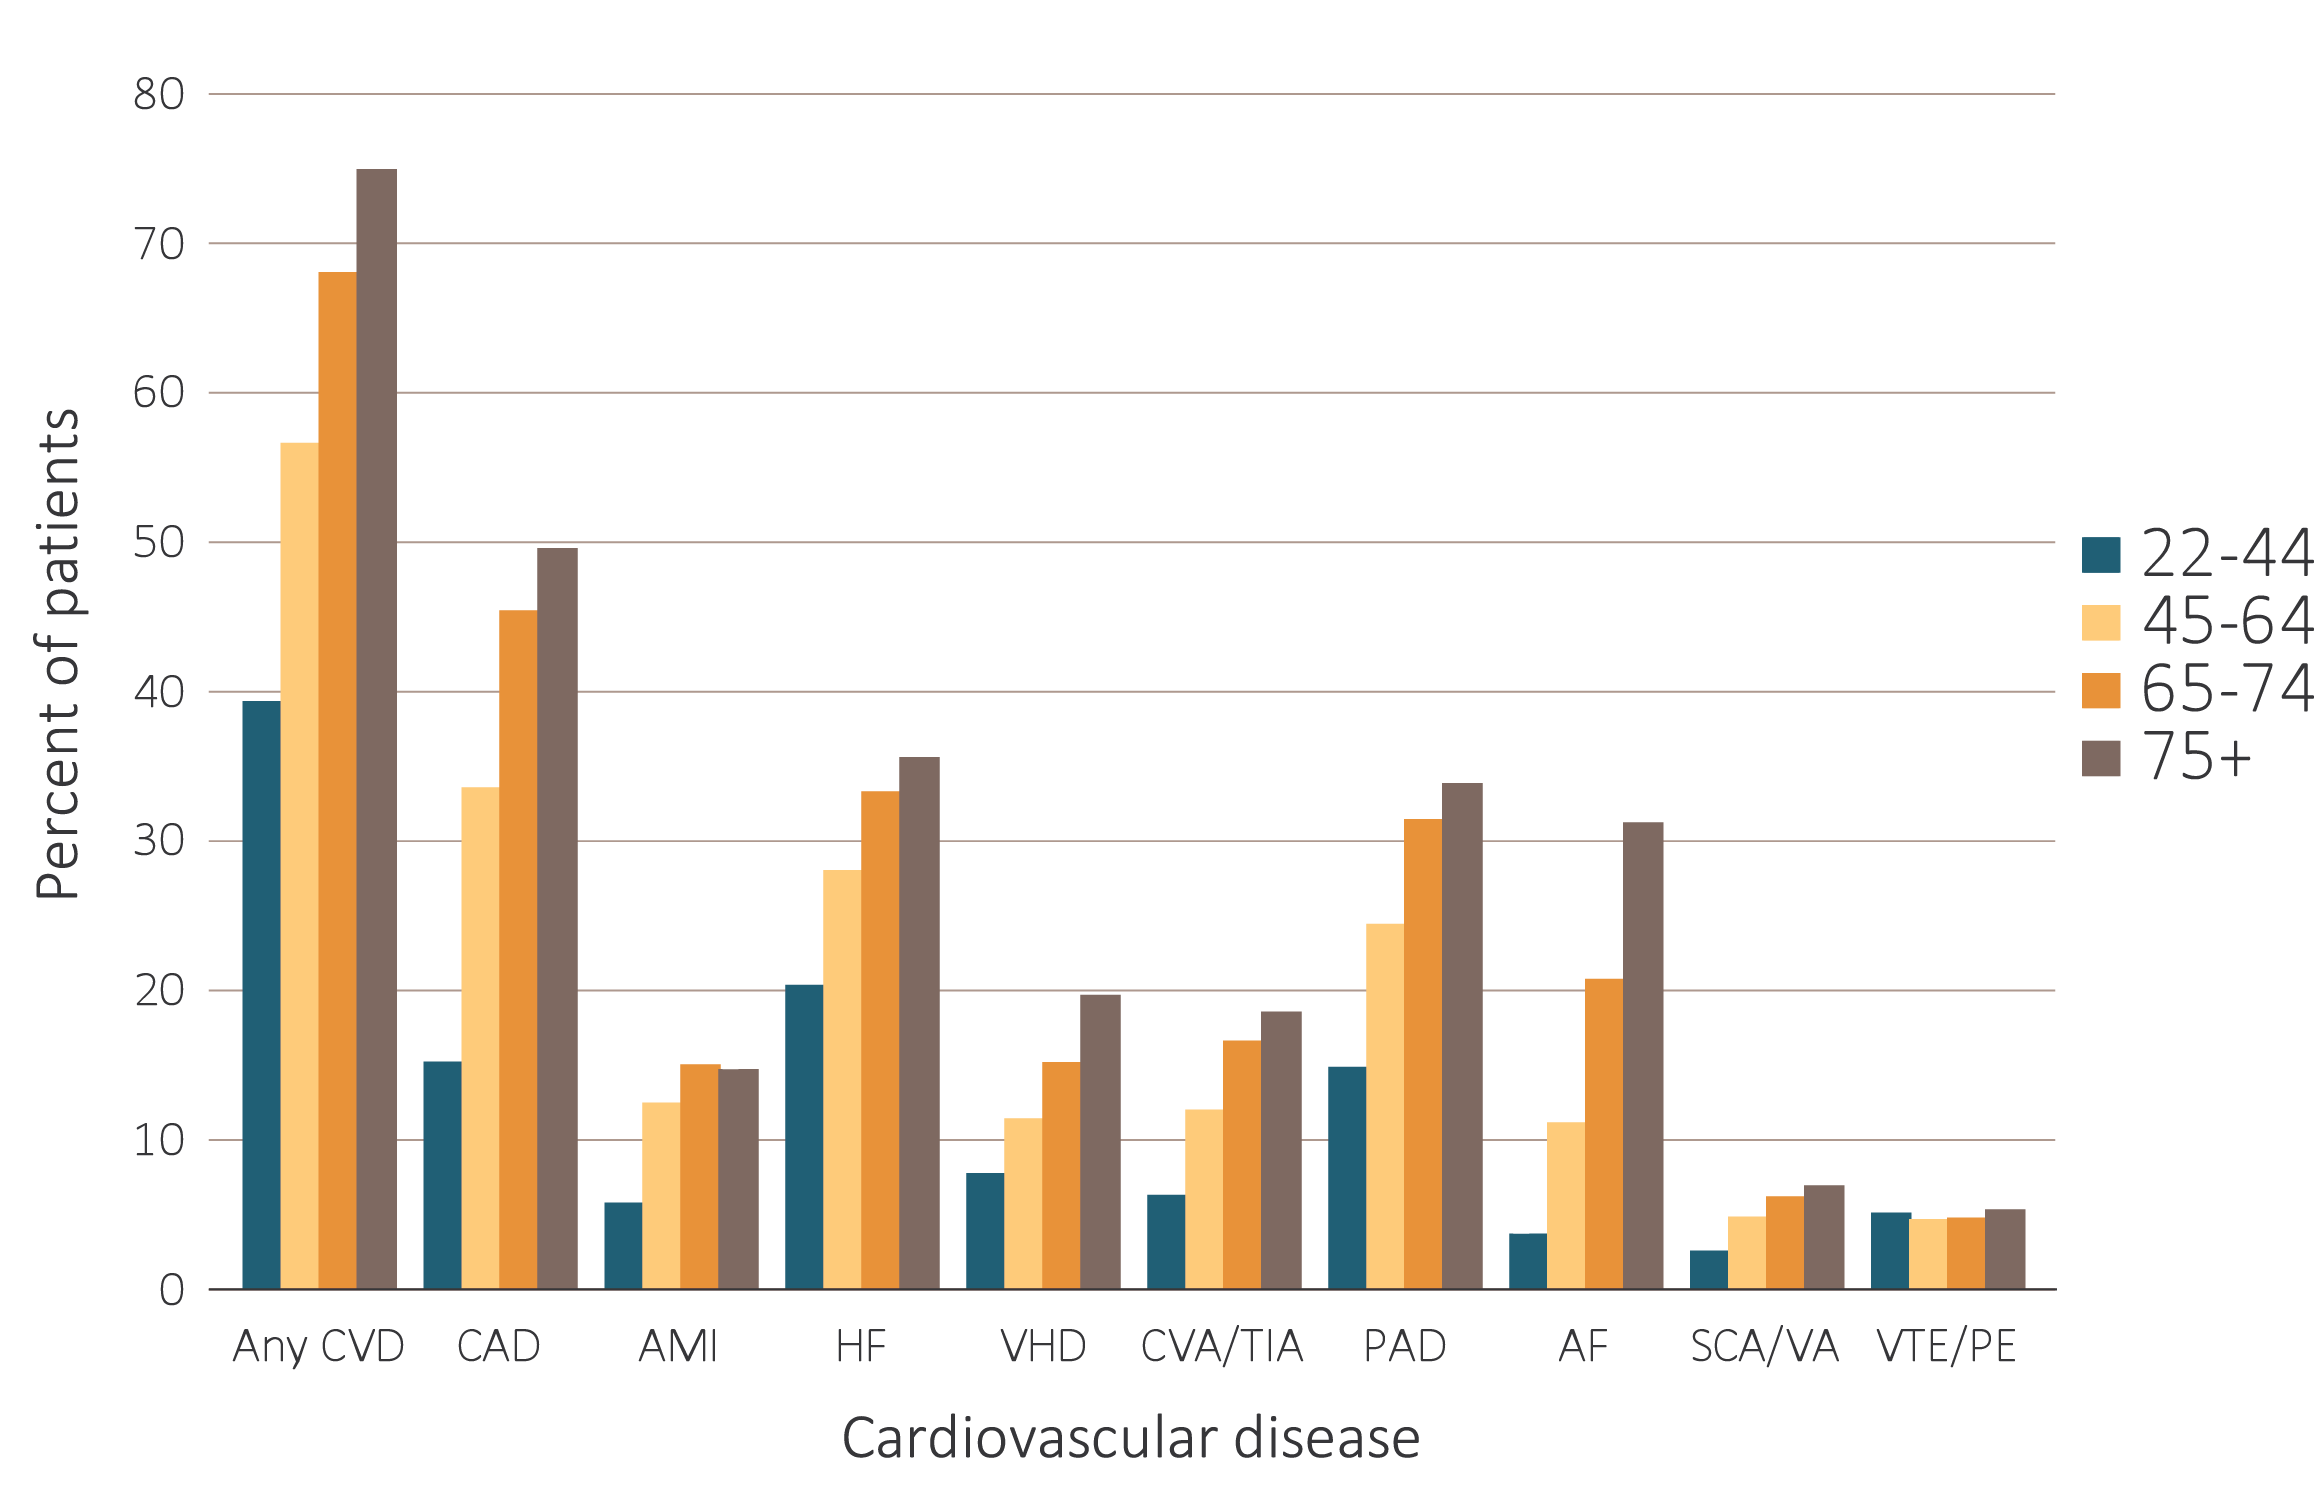 80
70
60
50
40
30
20
10
0
Percent of patients
Any CVD
CAD
AMI
HF
VHD
CVA/TIA
PAD
AF
SCA/VA
VTE/PE
Cardiovascular disease
22-44
45-64
65-74
75+